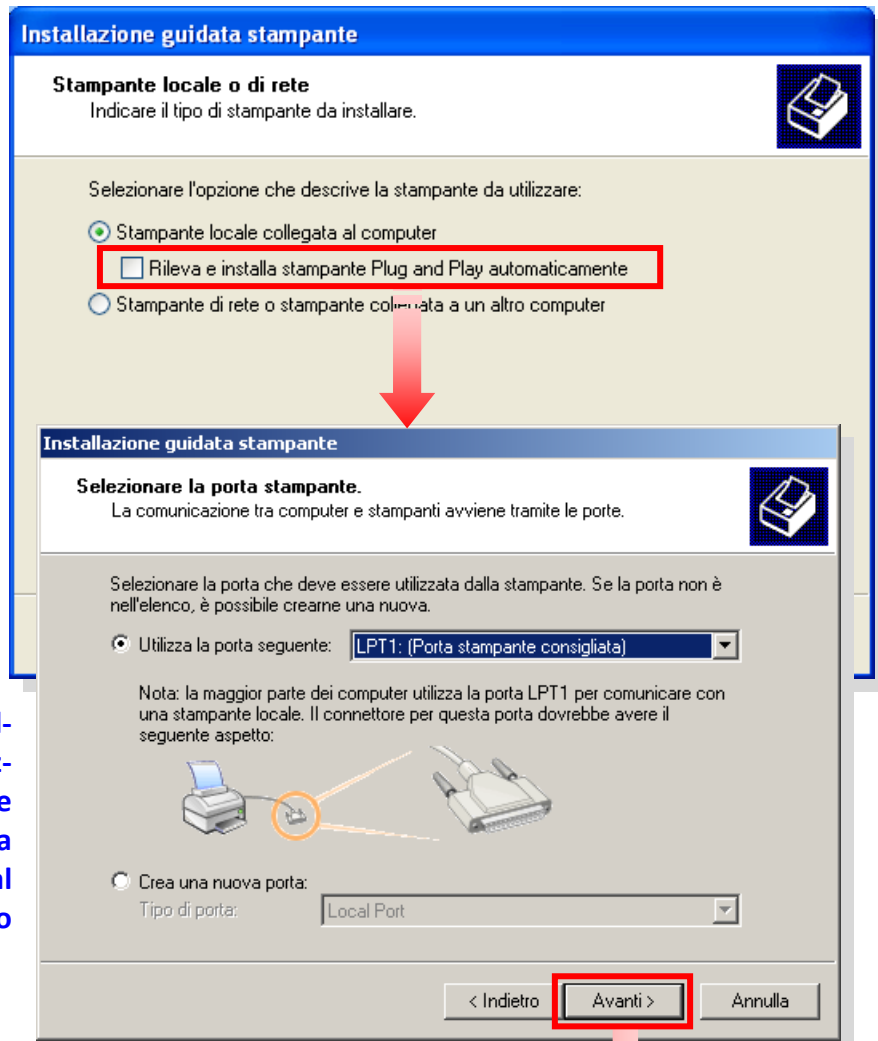 Installazione guidata stampante
Stampante locale o di rete
Indicare il tipo di stampante da installare.
Selezionare l'opzione che descrive la stampante da utilizzare:
Stampante locale collegata al computer
Rileva e installa stampante Plug and Play automaticamente
Stampante di rete o stampante collegata a un altro computer
Installazione guidata stampante
Selezionare la porta stampante.
La comunicazione tra computer e stampanti avviene tramite le porte.
Selezionare la porta che deve essere utilizzata dalla stampante. Se la porta non è
nell'elenco, è possibile crearne una nuova.
Utilizza la porta seguente: LPT1: (Porta stampante consigliata)
Nota: la maggior parte dei computer utilizza la porta LPT1 per comunicare con
una stampante locale. Il connettore per questa porta dovrebbe avere il
seguente aspetto:
Crea una nuova porta:
Tipo di porta: Local Port
< Indietro Avanti > Annulla